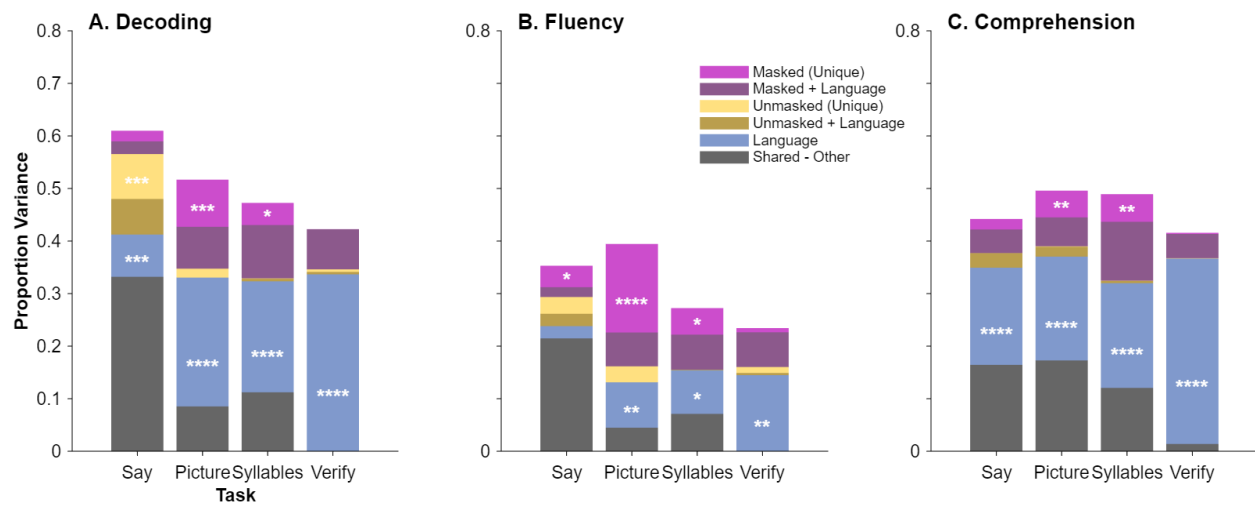 A. Decoding
0.8
0.7
0.6
0.5
0.4
0.3
0.2
0.1
0
Proportion Variance
***
***
***
****
*
****
****
Say Picture Syllables Verify
Task
B. Fluency
0.8
0
Masked (Unique)
Masked + Language
Unmasked (Unique)
Unmasked + Language
Language
Shared - Other
*
****
**
*
*
**
Say Picture Syllables Verify
C. Comprehension
0.8
0
****
**
****
**
****
****
Say Picture Syllables Verify